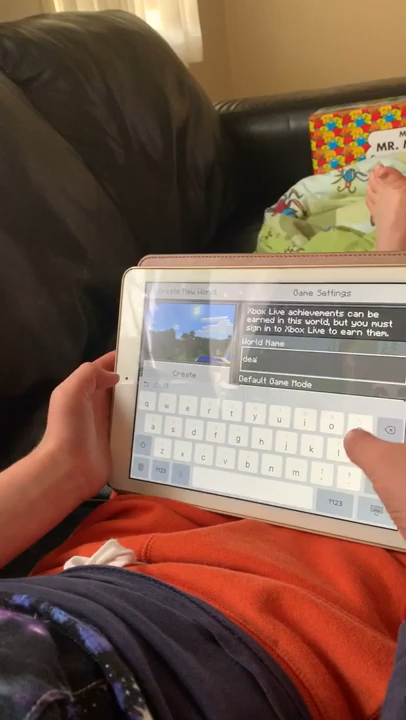 MR.
Create New World
Game Settings
Xbox Live achievements can be
earned in this world, but you must
sign in to Xbox Live to earn them.
World Name
dea
Create
Default Game Mode
q w e r t y u i o
a s d f g h j k l
z x c v b n m ! ?
.?123
.?123